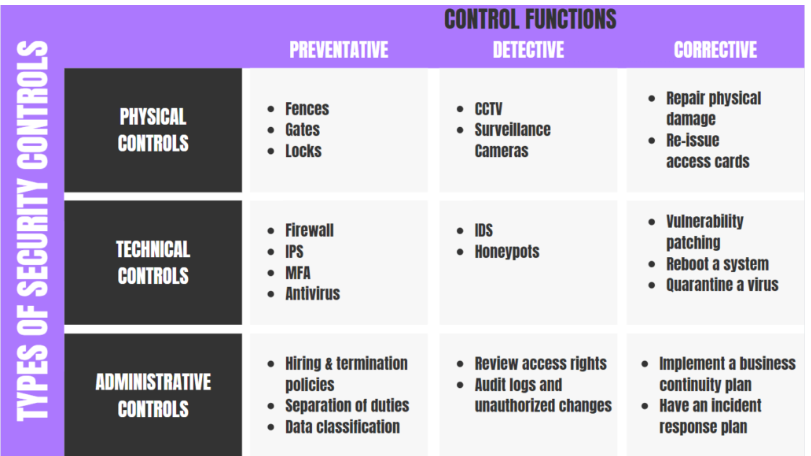 CONTROL FUNCTIONS
PREVENTATIVE
DETECTIVE
CORRECTIVE
TYPES OF SECURITY CONTROLS
PHYSICAL
CONTROLS
• Fences
• Gates
• Locks
• CCTV
• Surveillance
Cameras
• Repair physical
damage
• Re-issue
access cards
TECHNICAL
CONTROLS
• Firewall
• IPS
• MFA
• Antivirus
• IDS
• Honeypots
• Vulnerability
patching
• Reboot a system
• Quarantine a virus
ADMINISTRATIVE
CONTROLS
• Hiring & termination
policies
• Separation of duties
• Data classification
• Review access rights
• Audit logs and
unauthorized changes
• Implement a business
continuity plan
• Have an incident
response plan